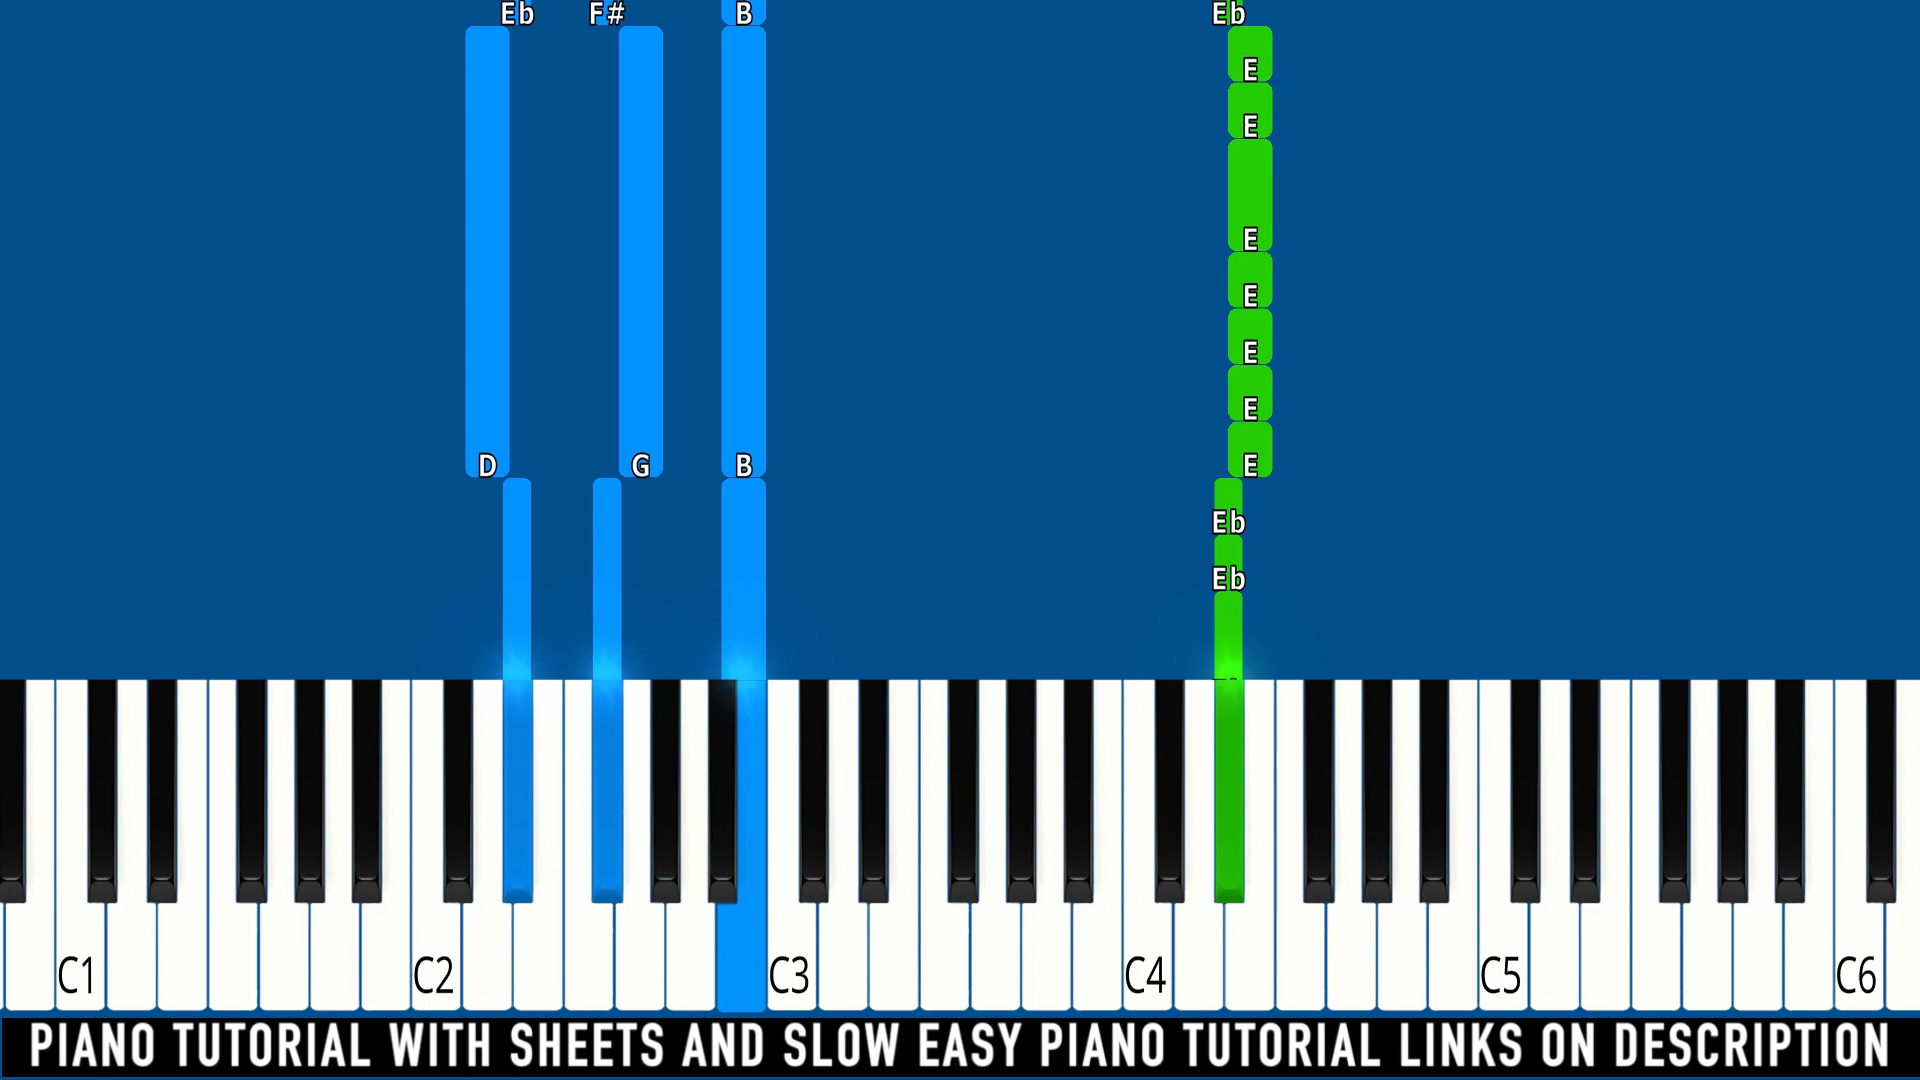 Eb F# B Eb
E
E
E
E
E
E
D G B E
Eb
Eb
C1 C2 C3 C4 C5 C6
PIANO TUTORIAL WITH SHEETS AND SLOW EASY PIANO TUTORIAL LINKS ON DESCRIPTION